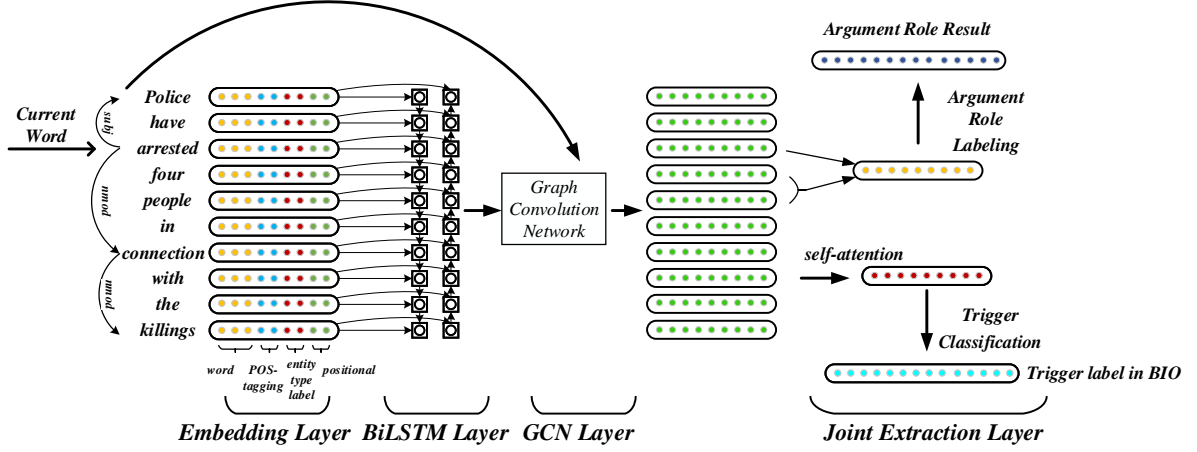 Argument Role Result
Current
Word
subj
nmod
nmod
Police
have
arrested
four
people
in
connection
with
the
killings
word
POS-
tagging
entity
type
label
positional
Graph
Convolution
Network
Argument
Role
Labeling
self-attention
Trigger
Classification
Trigger label in BIO
Embedding Layer
BiLSTM Layer
GCN Layer
Joint Extraction Layer